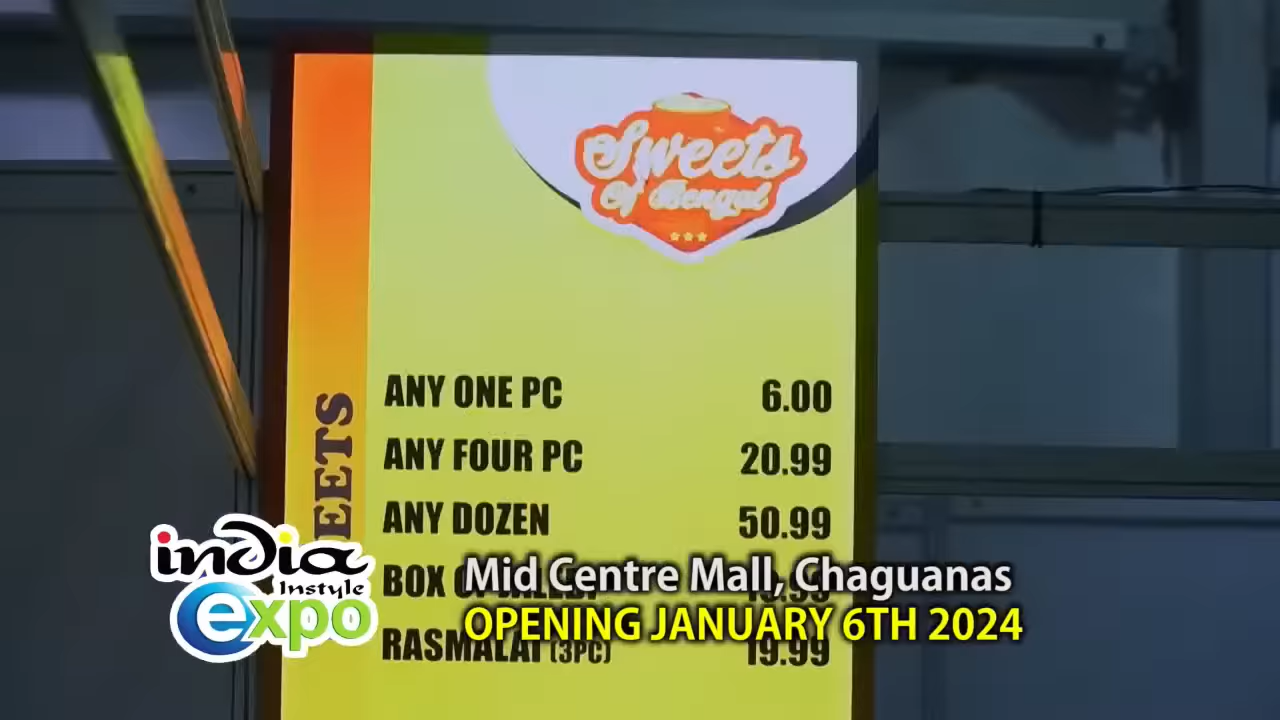 Sweets
Of Bengal
EETS
ANY ONE PC 6.00
ANY FOUR PC 20.99
ANY DOZEN 50.99
BOX
RASMALAI (3PC) 19.99
india
Instyle
expo
Mid Centre Mall, Chaguanas
OPENING JANUARY 6TH 2024